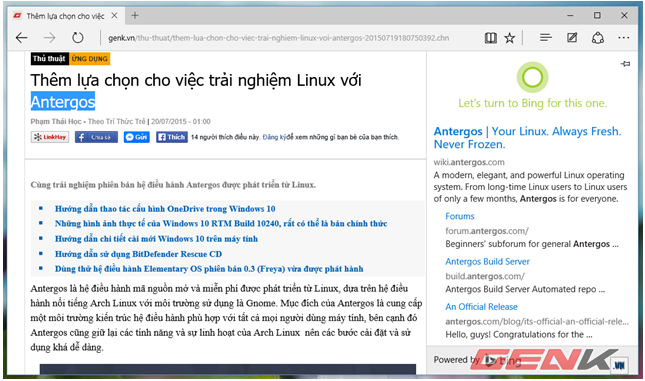 Thêm lựa chọn cho việc
genk.vn/thu-thuat/them-lua-chon-cho-viec-trai-nghiem-linux-voi-antergos-20150719180750392.chn
Thủ thuật ỨNG DỤNG
Thêm lựa chọn cho việc trải nghiệm Linux với
Antergos
Phạm Thái Học - Theo Trí Thức Trẻ | 20/07/2015 - 01:00
LinkHay Chia sẻ Gửi Thích 14 người thích điều này. Đăng ký để xem những gì bạn bè của bạn thích.
Cùng trải nghiệm phiên bản hệ điều hành Antergos được phát triển từ Linux.
Hướng dẫn thao tác cấu hình OneDrive trong Windows 10
Những hình ảnh thực tế của Windows 10 RTM Build 10240, rất có thể là bản chính thức
Hướng dẫn chi tiết cài mới Windows 10 trên máy tính
Hướng dẫn sử dụng BitDefender Rescue CD
Dùng thử hệ điều hành Elementary OS phiên bản 0.3 (Freya) vừa được phát hành
Antergos là hệ điều hành mã nguồn mở và miễn phí được phát triển từ Linux, dựa trên hệ điều
hành nổi tiếng Arch Linux với môi trường sử dụng là Gnome. Mục đích của Antergos là cung cấp
một môi trường kiến trúc hệ điều hành phù hợp với tất cả mọi người dùng máy tính, bên cạnh đó
Antergos cũng giữ lại các tính năng và sự linh hoạt của Arch Linux nên các bước cài đặt và sử
dụng khá dễ dàng.
Let's turn to Bing for this one.
Antergos | Your Linux. Always Fresh.
Never Frozen.
wiki.antergos.com
A modern, elegant, and powerful Linux operating
system. From long-time Linux users to Linux users
of only a few months, Antergos is for everyone.
Forums
forum.antergos.com/
Beginners' subforum for general Antergos ...
Antergos Build Server
build.antergos.com/
Antergos Build Server Automated repo ...
An Official Release
antergos.com/blog/its-official-an-official-rele...
Hello, guys! Congratulations for the ...
Powered by bing
GENK
.VN